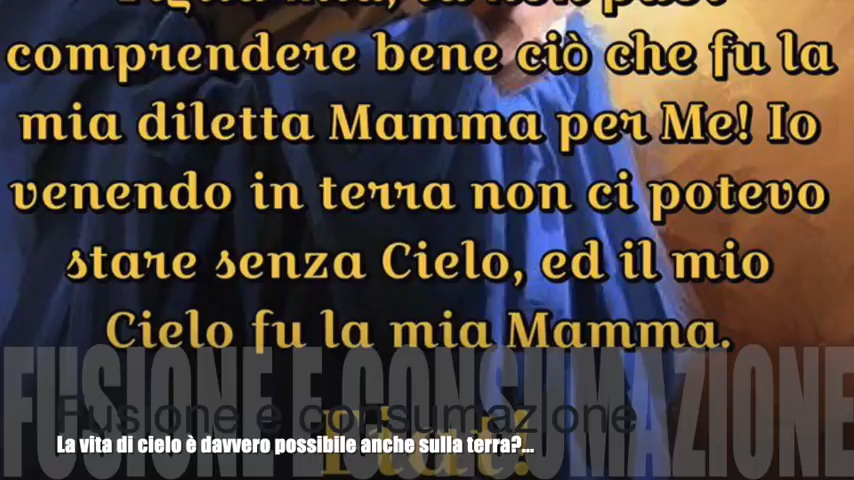 comprendere bene ciò che fu la
mia diletta Mamma per Me! Io
venendo in terra non ci potevo
stare senza Cielo, ed il mio
Cielo fu la mia Mamma.
FUSIONE E CONSUMAZIONE
Fusione e consumazione
Fiat!
La vita di cielo è davvero possibile anche sulla terra?...